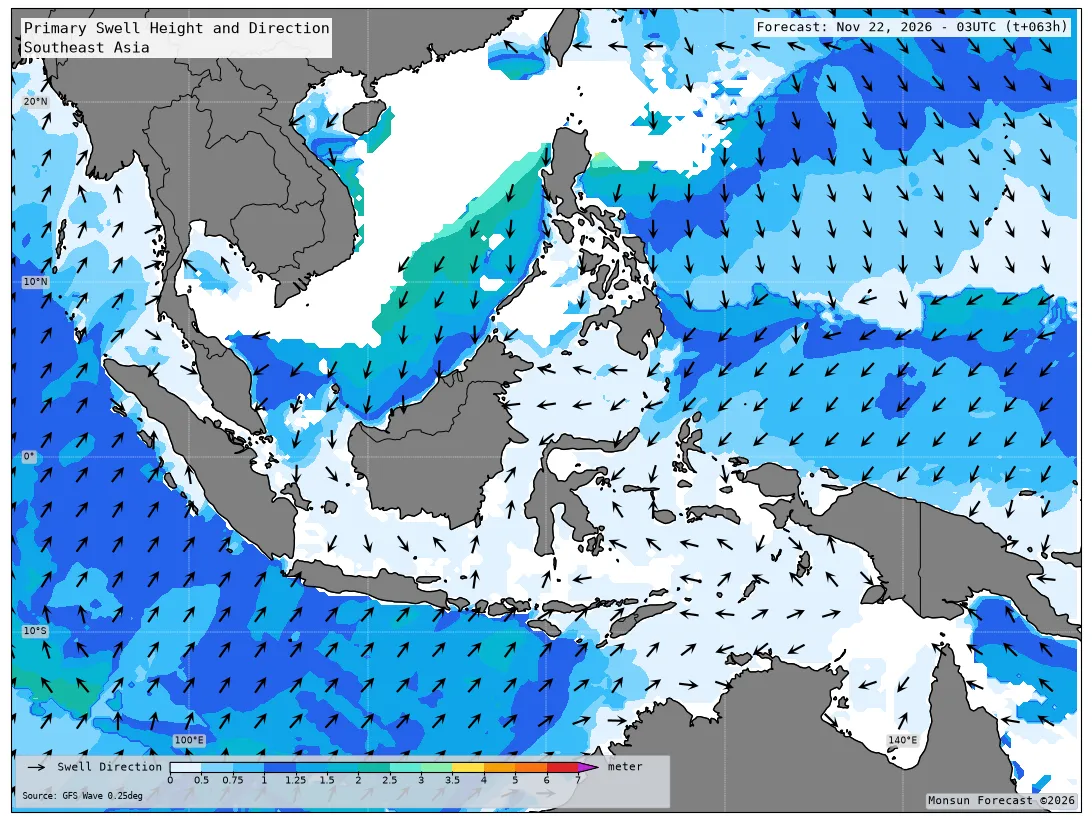 Primary Swell Height and Direction
Southeast Asia
Forecast: Nov 22, 2026 - 03UTC (t+063h)
20°N
10°N
0°
10°S
100°E
140°E
Swell Direction
0 0.5 0.75 1 1.25 1.5 2 2.5 3 3.5 4 5 6 7
meter
Source: GFS Wave 0.25deg
Monsun Forecast ©2026